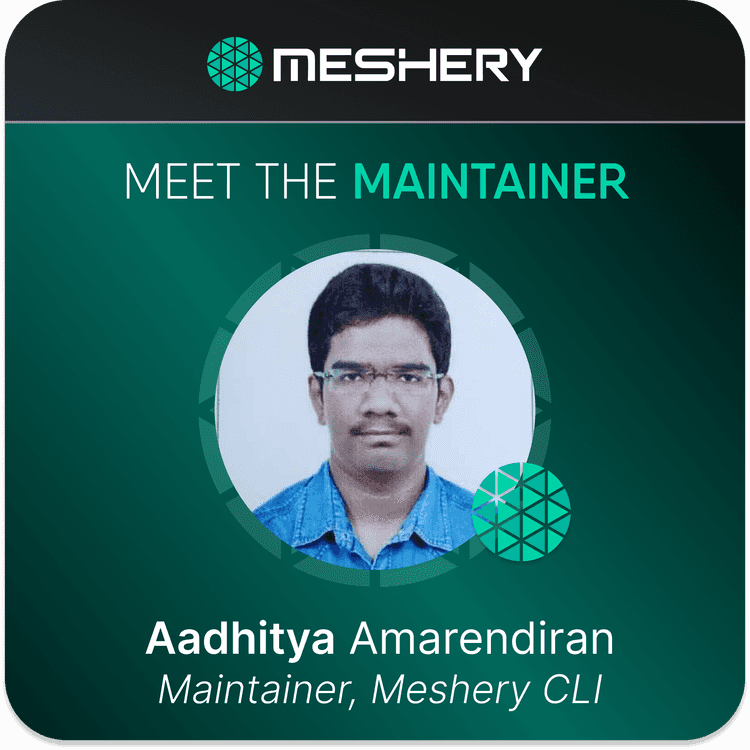 MESHERY
MEET THE MAINTAINER
Aadhitya Amarendiran
Maintainer, Meshery CLI